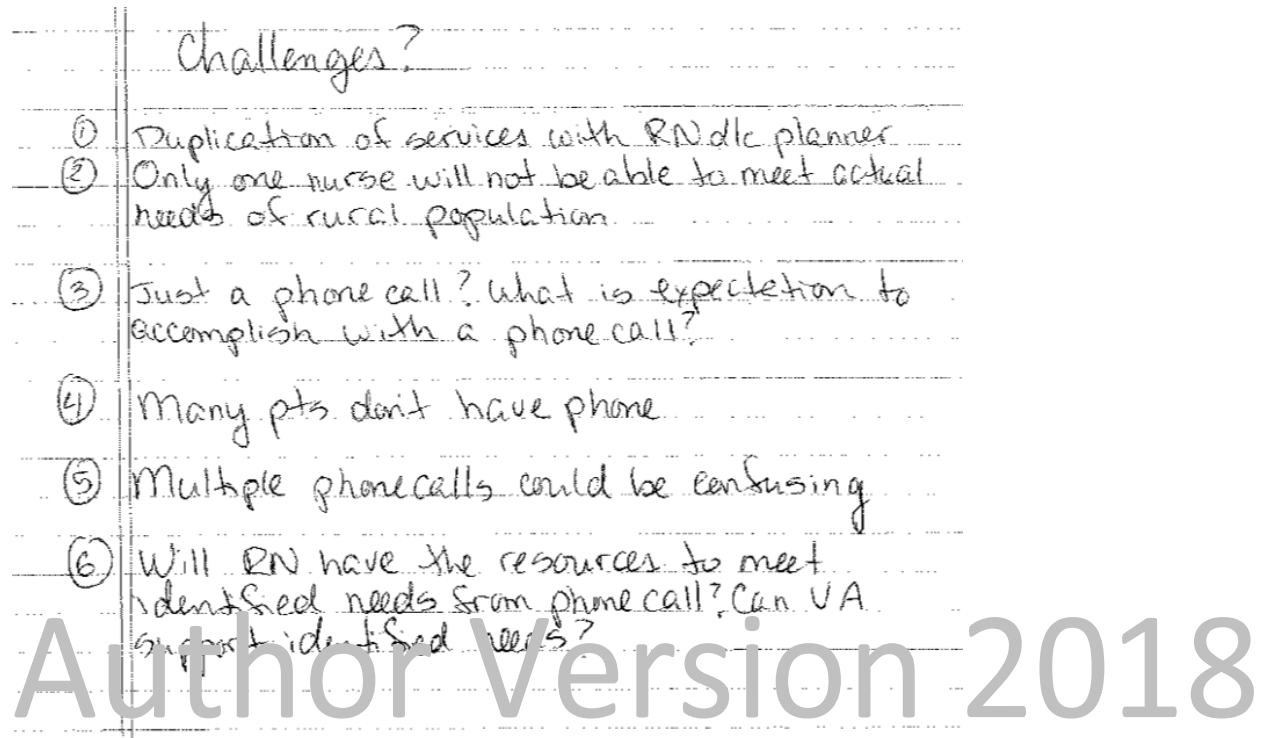 Challenges?
① Duplication of services with RN d/c planner
② Only one nurse will not be able to meet actual
needs of rural population
③ Just a phone call? What is expectetion to
accomplish with a phone call?
④ Many pts don't have phone
⑤ Multiple phonecalls could be confusing
⑥ Will RN have the resources to meet
identified needs from phone call? Can VA
support identified needs?
Author Version 2018